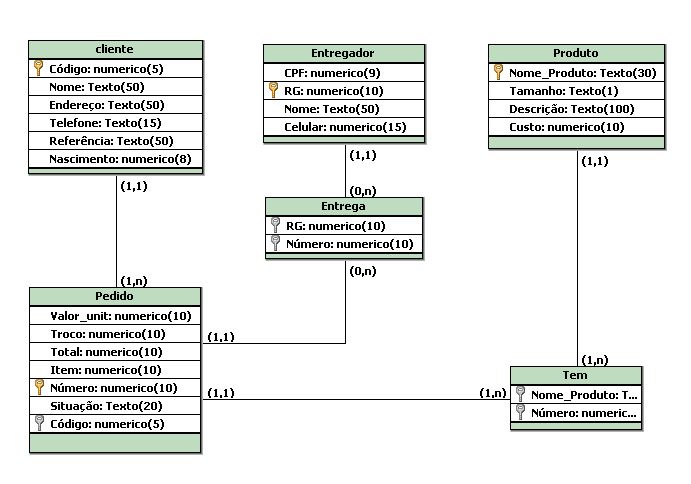 cliente
Código: numerico(5)
Nome: Texto(50)
Endereço: Texto(50)
Telefone: Texto(15)
Referência: Texto(50)
Nascimento: numerico(8)
(1,1)
Entregador
CPF: numerico(9)
RG: numerico(10)
Nome: Texto(50)
Celular: numerico(15)
(1,1)
Produto
Nome_Produto: Texto(30)
Tamanho: Texto(1)
Descrição: Texto(100)
Custo: numerico(10)
(1,1)
(0,n)
Entrega
RG: numerico(10)
Número: numerico(10)
(0,n)
(1,n)
Pedido
Valor_unit: numerico(10)
Troco: numerico(10)
Total: numerico(10)
Item: numerico(10)
Número: numerico(10)
Situação: Texto(20)
Código: numerico(5)
(1,1)
(1,1)
(1,n)
(1,n)
Tem
Nome_Produto: T...
Número: numeric...